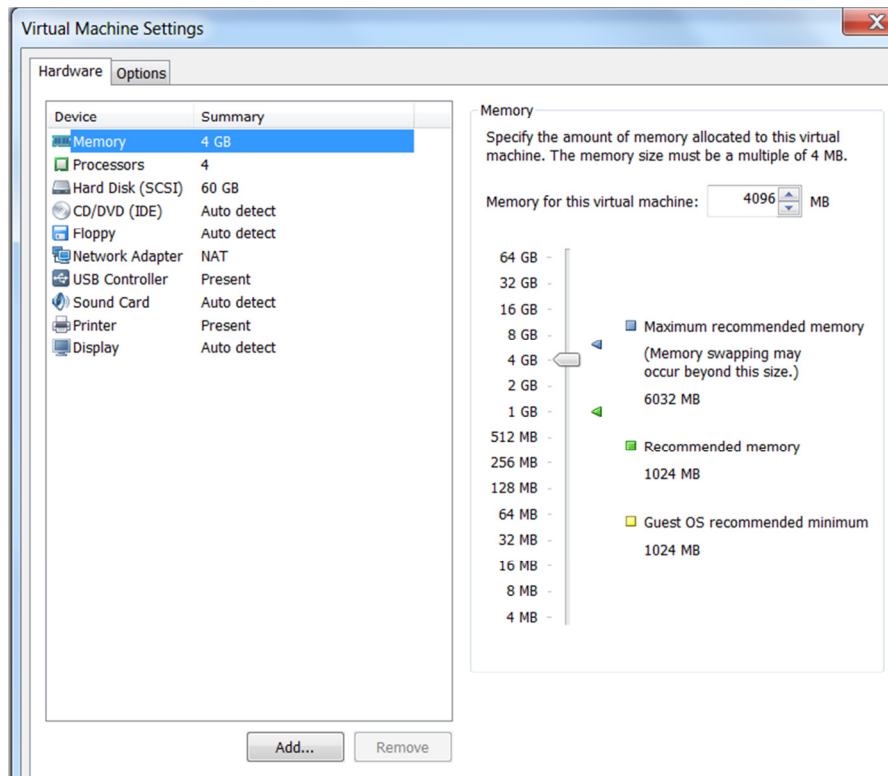 Virtual Machine Settings
Hardware
Options
Device Summary
Memory 4 GB
Processors 4
Hard Disk (SCSI) 60 GB
CD/DVD (IDE) Auto detect
Floppy Auto detect
Network Adapter NAT
USB Controller Present
Sound Card Auto detect
Printer Present
Display Auto detect
Add...
Remove
Memory
Specify the amount of memory allocated to this virtual
machine. The memory size must be a multiple of 4 MB.
Memory for this virtual machine: 4096 MB
64 GB
32 GB
16 GB
8 GB
4 GB
2 GB
1 GB
512 MB
256 MB
128 MB
64 MB
32 MB
16 MB
8 MB
4 MB
Maximum recommended memory
(Memory swapping may
occur beyond this size.)
6032 MB
Recommended memory
1024 MB
Guest OS recommended minimum
1024 MB